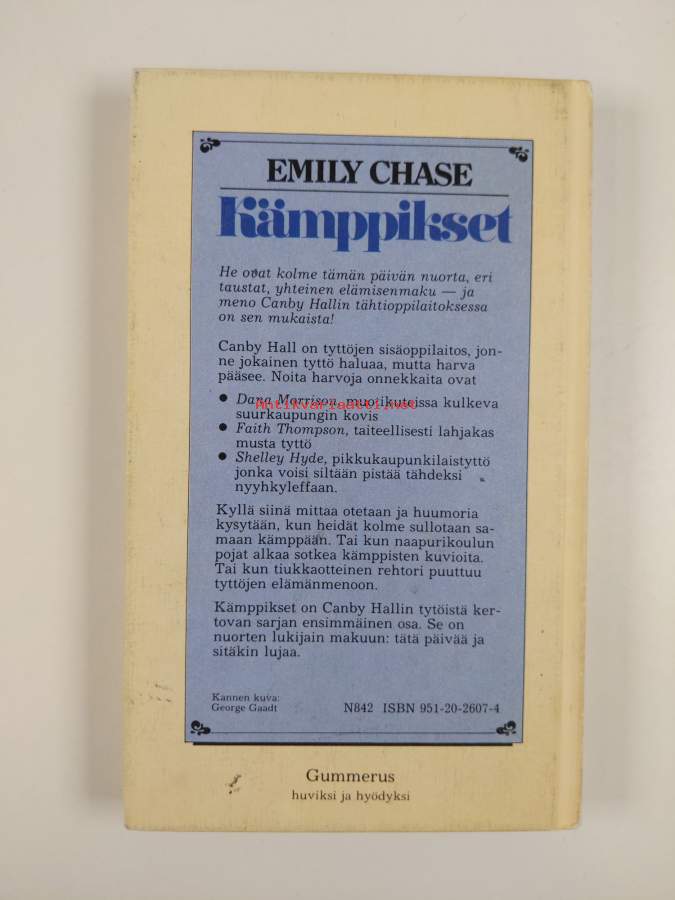 EMILY CHASE
Kämppikset
He ovat kolme tämän päivän nuorta, eri
taustat, yhteinen elämisenmaku — ja
meno Canby Hallin tähtioppilaitoksessa
on sen mukaista!
Canby Hall on tyttöjen sisäoppilaitos, jon-
ne jokainen tyttö haluaa, mutta harva
pääsee. Noita harvoja onnekkaita ovat
● Dana Morrison, muotikuteissa kulkeva
Antikvariaatti.net
suurkaupungin kovis
● Faith Thompson, taiteellisesti lahjakas
musta tyttö
● Shelley Hyde, pikkukaupunkilaistyttö
jonka voisi siltään pistää tähdeksi
nyyhkyleffaan.
Kyllä siinä mittaa otetaan ja huumoria
kysytään, kun heidät kolme sullotaan sa-
maan kämppään. Tai kun naapurikoulun
pojat alkaa sotkea kämppisten kuvioita.
Tai kun tiukkaotteinen rehtori puuttuu
tyttöjen elämänmenoon.
Kämppikset on Canby Hallin tytöistä ker-
tovan sarjan ensimmäinen osa. Se on
nuorten lukijain makuun: tätä päivää ja
sitäkin lujaa.
Kannen kuva:
George Gaadt
N842 ISBN 951-20-2607-4
Gummerus
huviksi ja hyödyksi